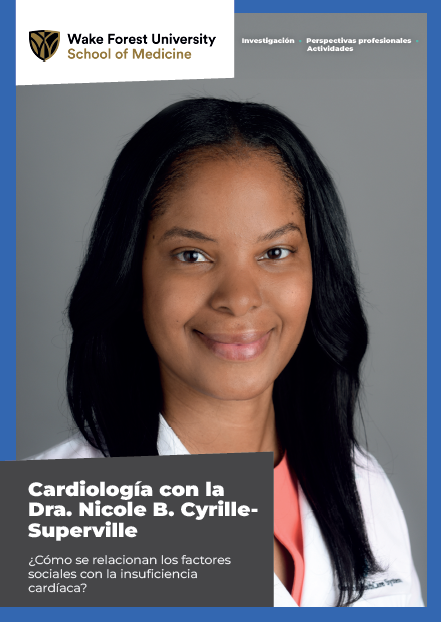 Wake Forest University
School of Medicine
Investigación • Perspectivas profesionales •
Actividades
Cardiología con la
Dra. Nicole B. Cyrille-
Superville
¿Cómo se relacionan los factores
sociales con la insuficiencia
cardíaca?